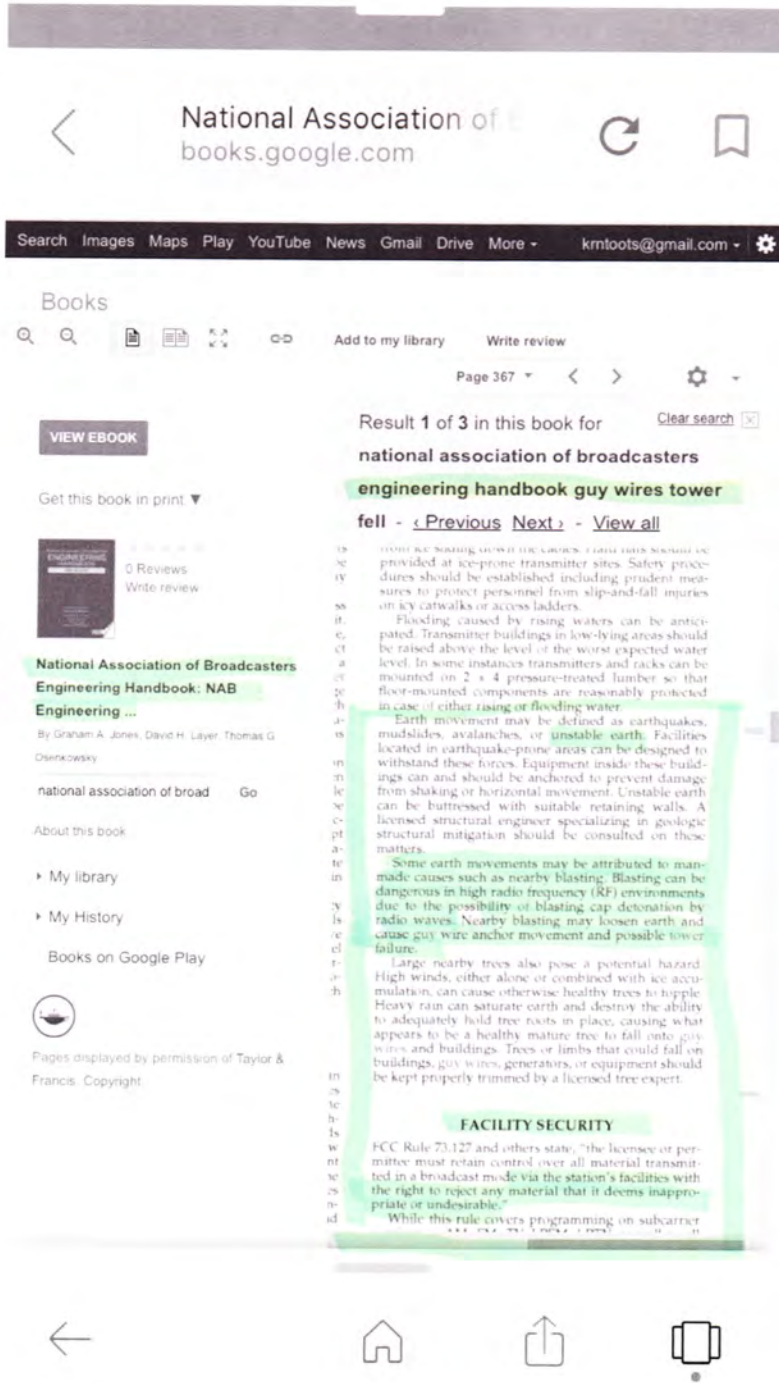 National Association of
books.google.com
Search Images Maps Play YouTube News Gmail Drive More krntoots@gmail.com
Books
Add to my library Write review
Page 367
VIEW EBOOK
Get this book in print ▼
ENGINEERING
0 Reviews
Write review
National Association of Broadcasters
Engineering Handbook: NAB
Engineering ...
By Graham A. Jones, David H. Layer, Thomas G.
Osenkowsky
national association of broad Go
About this book
My library
My History
Books on Google Play
Pages displayed by permission of Taylor &
Francis. Copyright.
Result 1 of 3 in this book for Clear search
national association of broadcasters
engineering handbook guy wires tower
fell - ‹ Previous Next › - View all
from ice sliding down the cables. Hard hats should be
provided at ice-prone transmitter sites. Safety proce-
dures should be established including prudent mea-
sures to protect personnel from slip-and-fall injuries
on icy catwalks or access ladders.
Flooding caused by rising waters can be antici-
pated. Transmitter buildings in low-lying areas should
be raised above the level of the worst expected water
level. In some instances transmitters and racks can be
mounted on 2 x 4 pressure-treated lumber so that
floor-mounted components are reasonably protected
in case of either rising or flooding water.
Earth movement may be defined as earthquakes,
mudslides, avalanches, or unstable earth. Facilities
located in earthquake-prone areas can be designed to
withstand these forces. Equipment inside these build-
ings can and should be anchored to prevent damage
from shaking or horizontal movement. Unstable earth
can be buttressed with suitable retaining walls. A
licensed structural engineer specializing in geologic
structural mitigation should be consulted on these
matters.
Some earth movements may be attributed to man-
made causes such as nearby blasting. Blasting can be
dangerous in high radio frequency (RF) environments
due to the possibility of blasting cap detonation by
radio waves. Nearby blasting may loosen earth and
cause guy wire anchor movement and possible tower
failure.
Large nearby trees also pose a potential hazard.
High winds, either alone or combined with ice accu-
mulation, can cause otherwise healthy trees to topple.
Heavy rain can saturate earth and destroy the ability
to adequately hold tree roots in place, causing what
appears to be a healthy mature tree to fall onto guy
wires and buildings. Trees or limbs that could fall on
buildings, guy wires, generators, or equipment should
be kept properly trimmed by a licensed tree expert.
FACILITY SECURITY
FCC Rule 73.127 and others state, "the licensee or per-
mittee must retain control over all material transmit-
ted in a broadcast mode via the station's facilities with
the right to reject any material that it deems inappro-
priate or undesirable."
While this rule covers programming on subcarrier